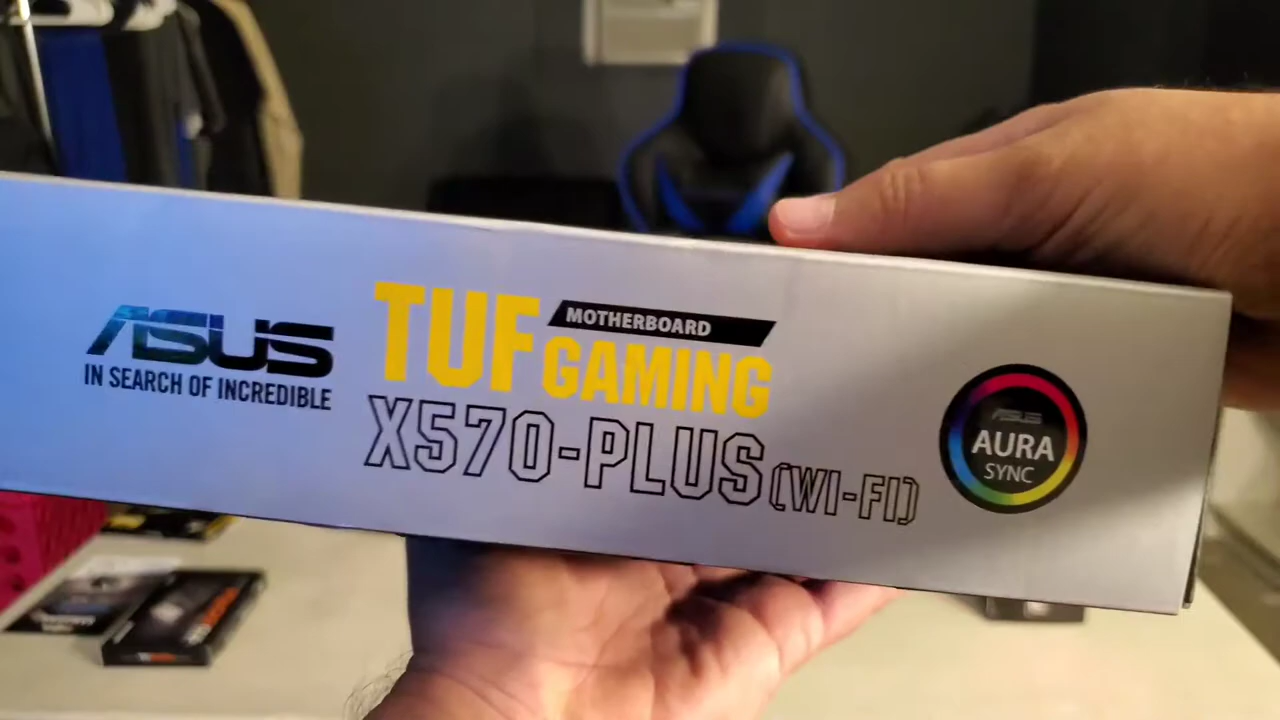 ASUS
IN SEARCH OF INCREDIBLE
TUF GAMING
MOTHERBOARD
X570-PLUS (WI-FI)
ASUS
AURA
SYNC